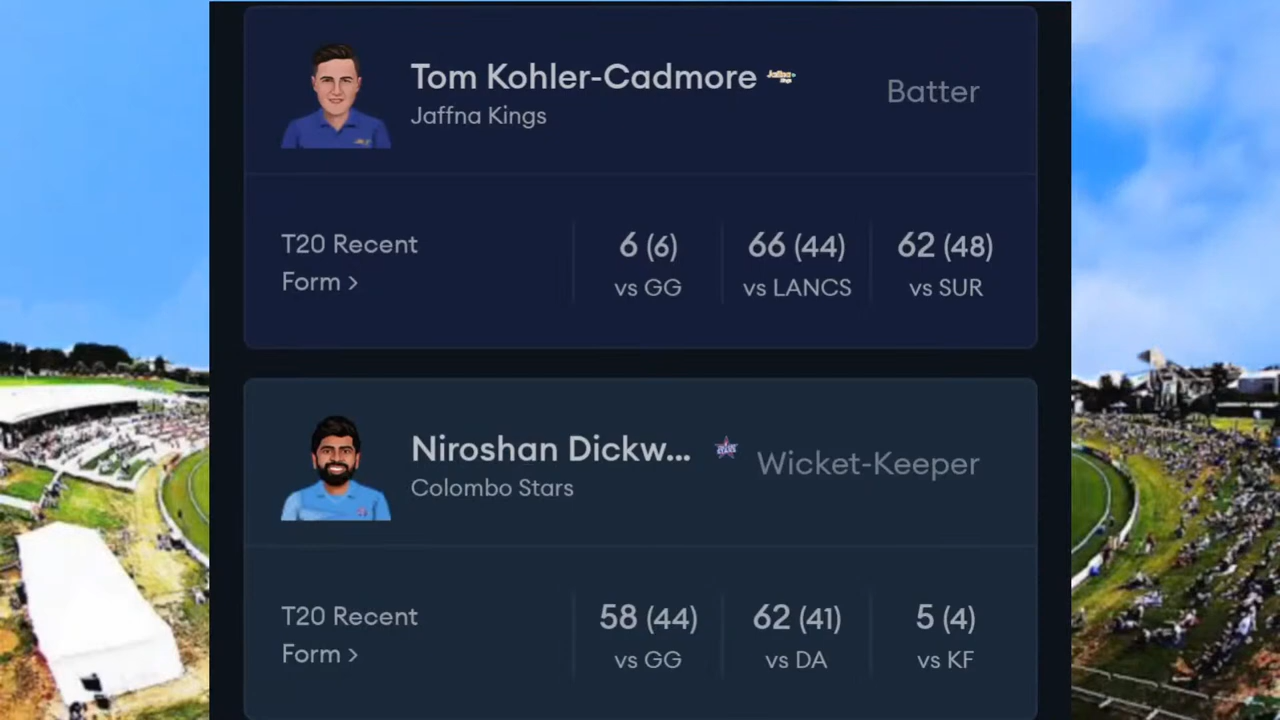 Tom Kohler-Cadmore
Jaffna Kings
Batter
T20 Recent
Form >
6 (6)
vs GG
66 (44)
vs LANCS
62 (48)
vs SUR
Niroshan Dickw...
STARS
Colombo Stars
Wicket-Keeper
T20 Recent
Form >
58 (44)
vs GG
62 (41)
vs DA
5 (4)
vs KF